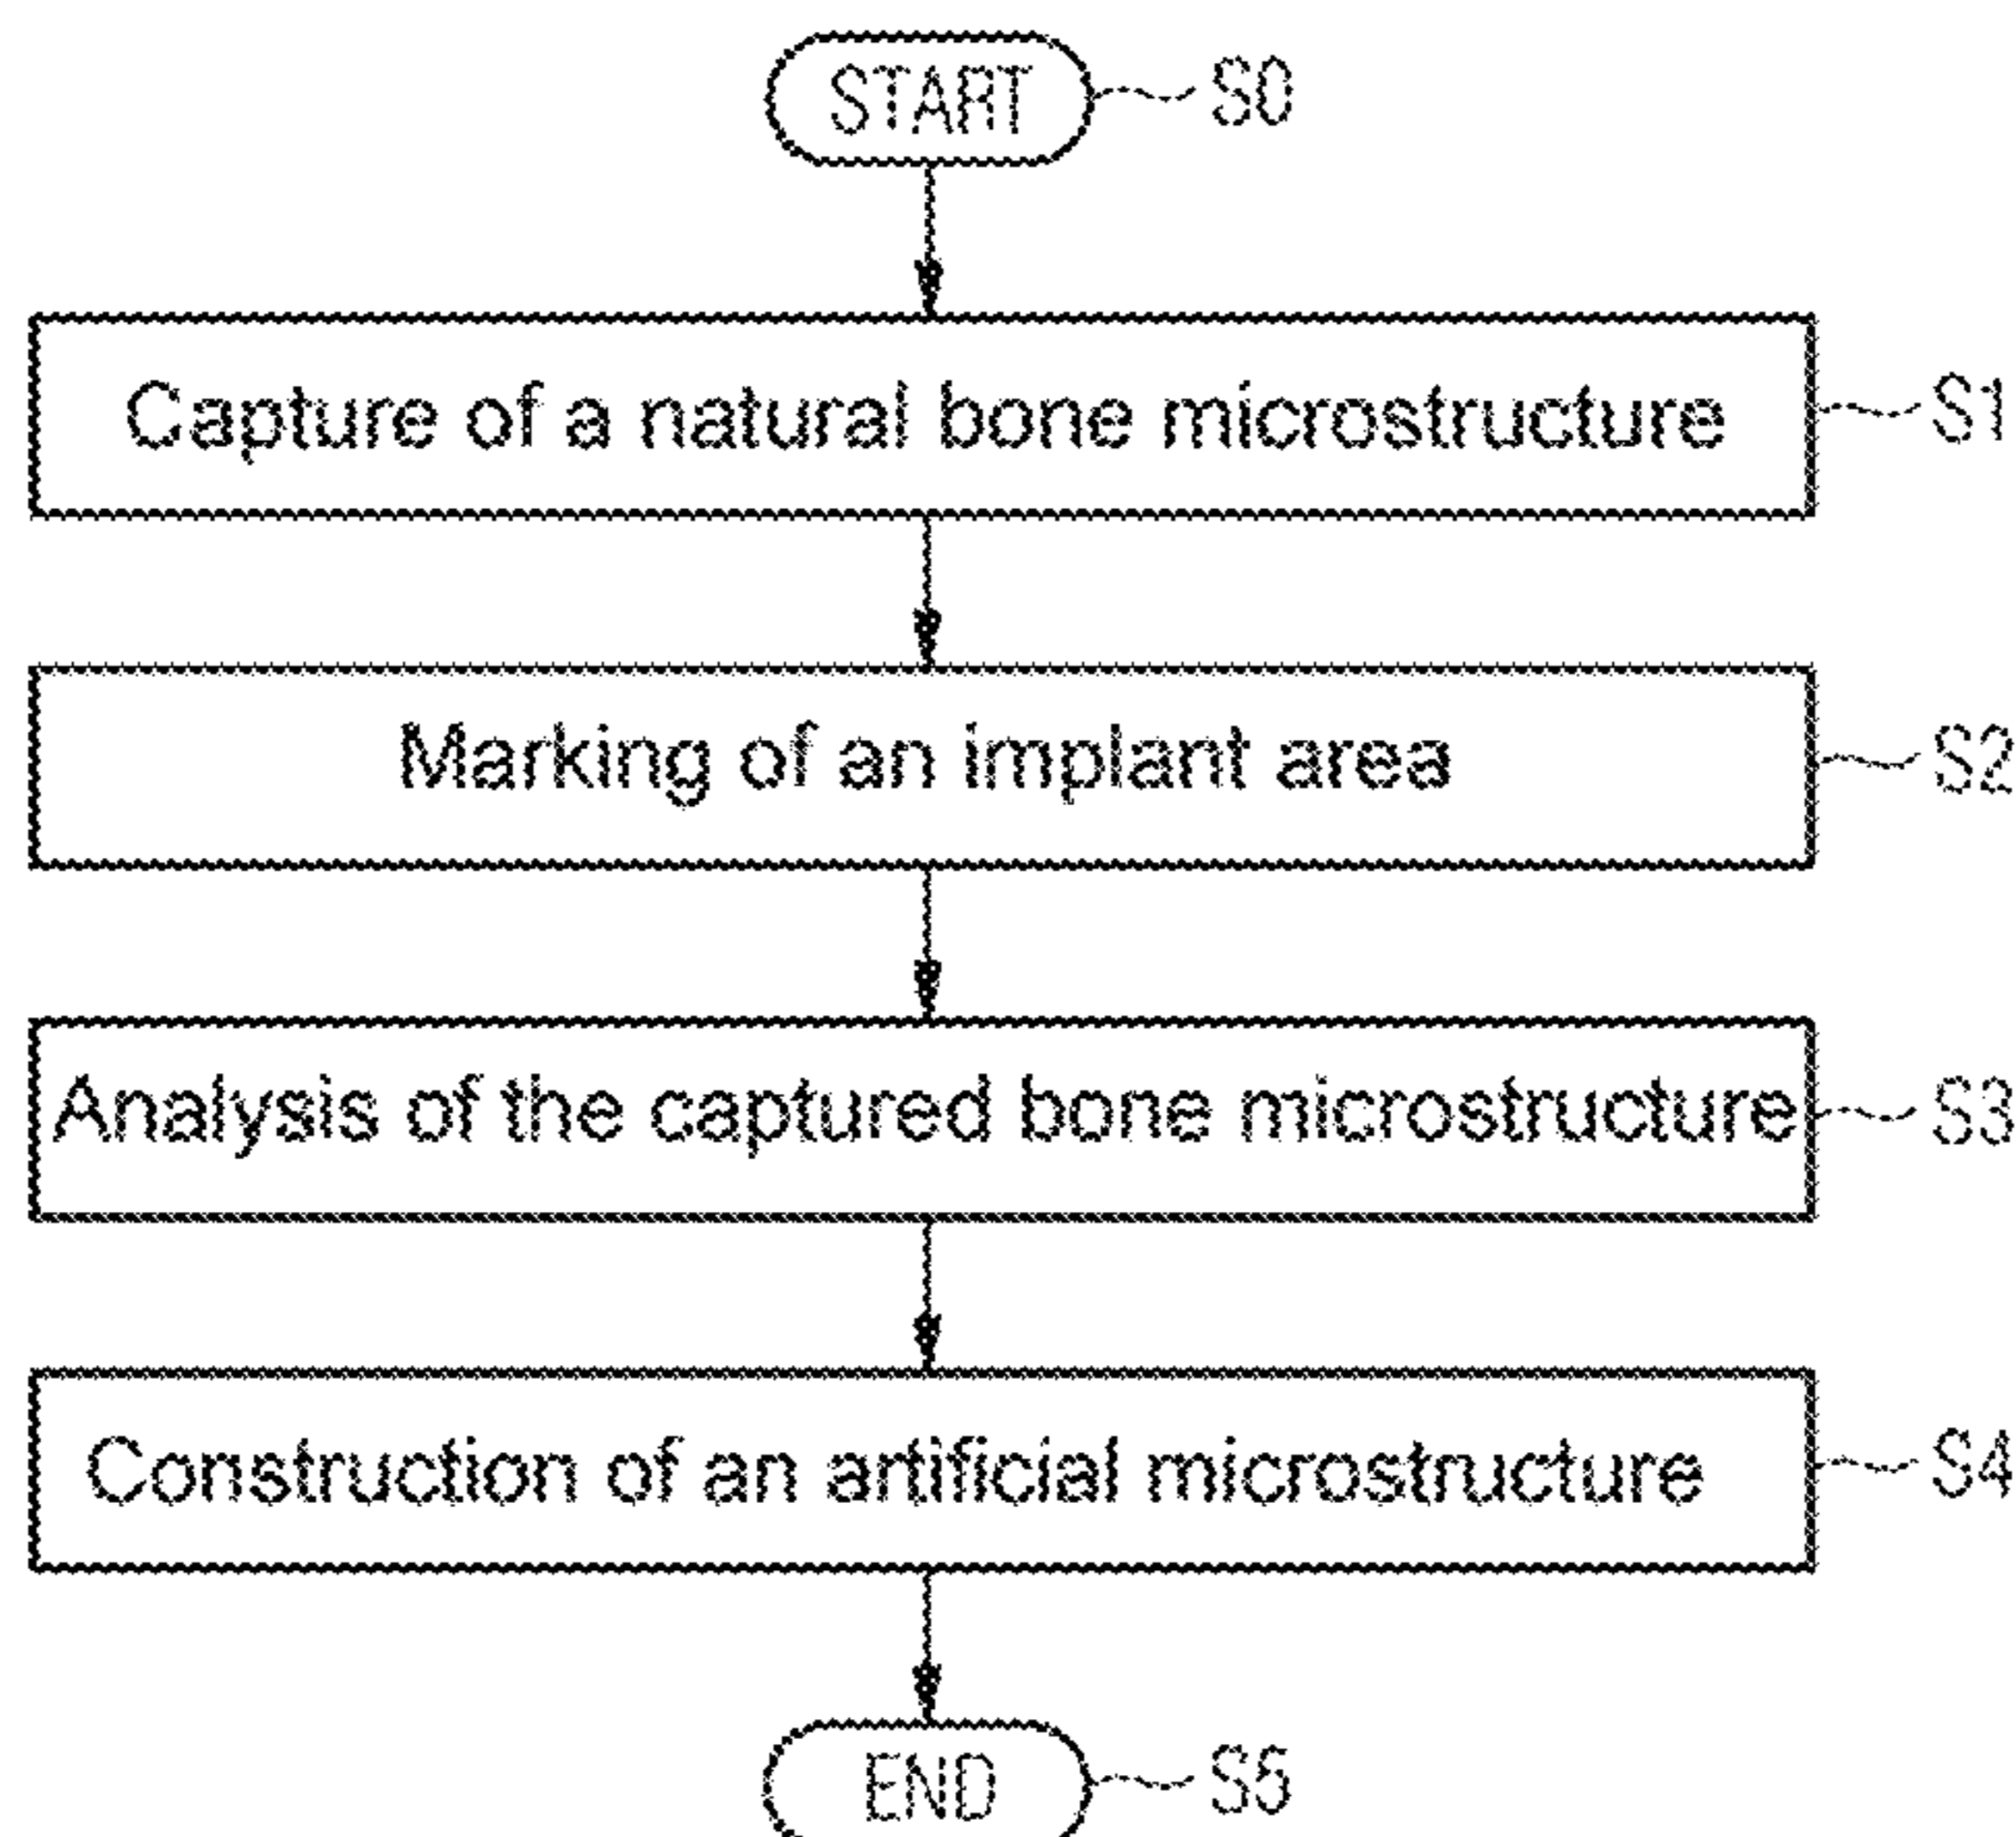 START S0
Capture of a natural bone microstructure S1
Marking of an implant area S2
Analysis of the captured bone microstructure S3
Construction of an artificial microstructure S4
END S5